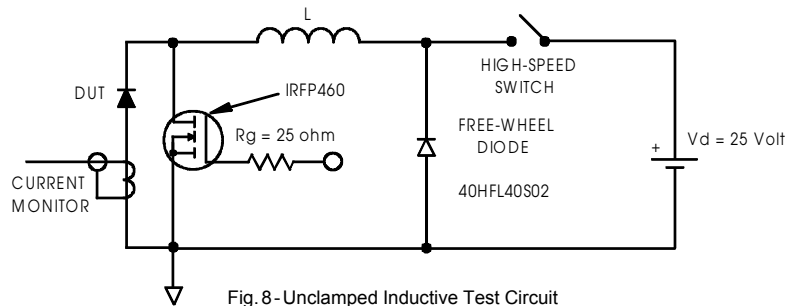 L
HIGH-SPEED
SWITCH
DUT
IRFP460
Rg = 25 ohm
FREE-WHEEL
DIODE
40HFL40S02
+
Vd = 25 Volt
CURRENT
MONITOR
Fig. 8 - Unclamped Inductive Test Circuit